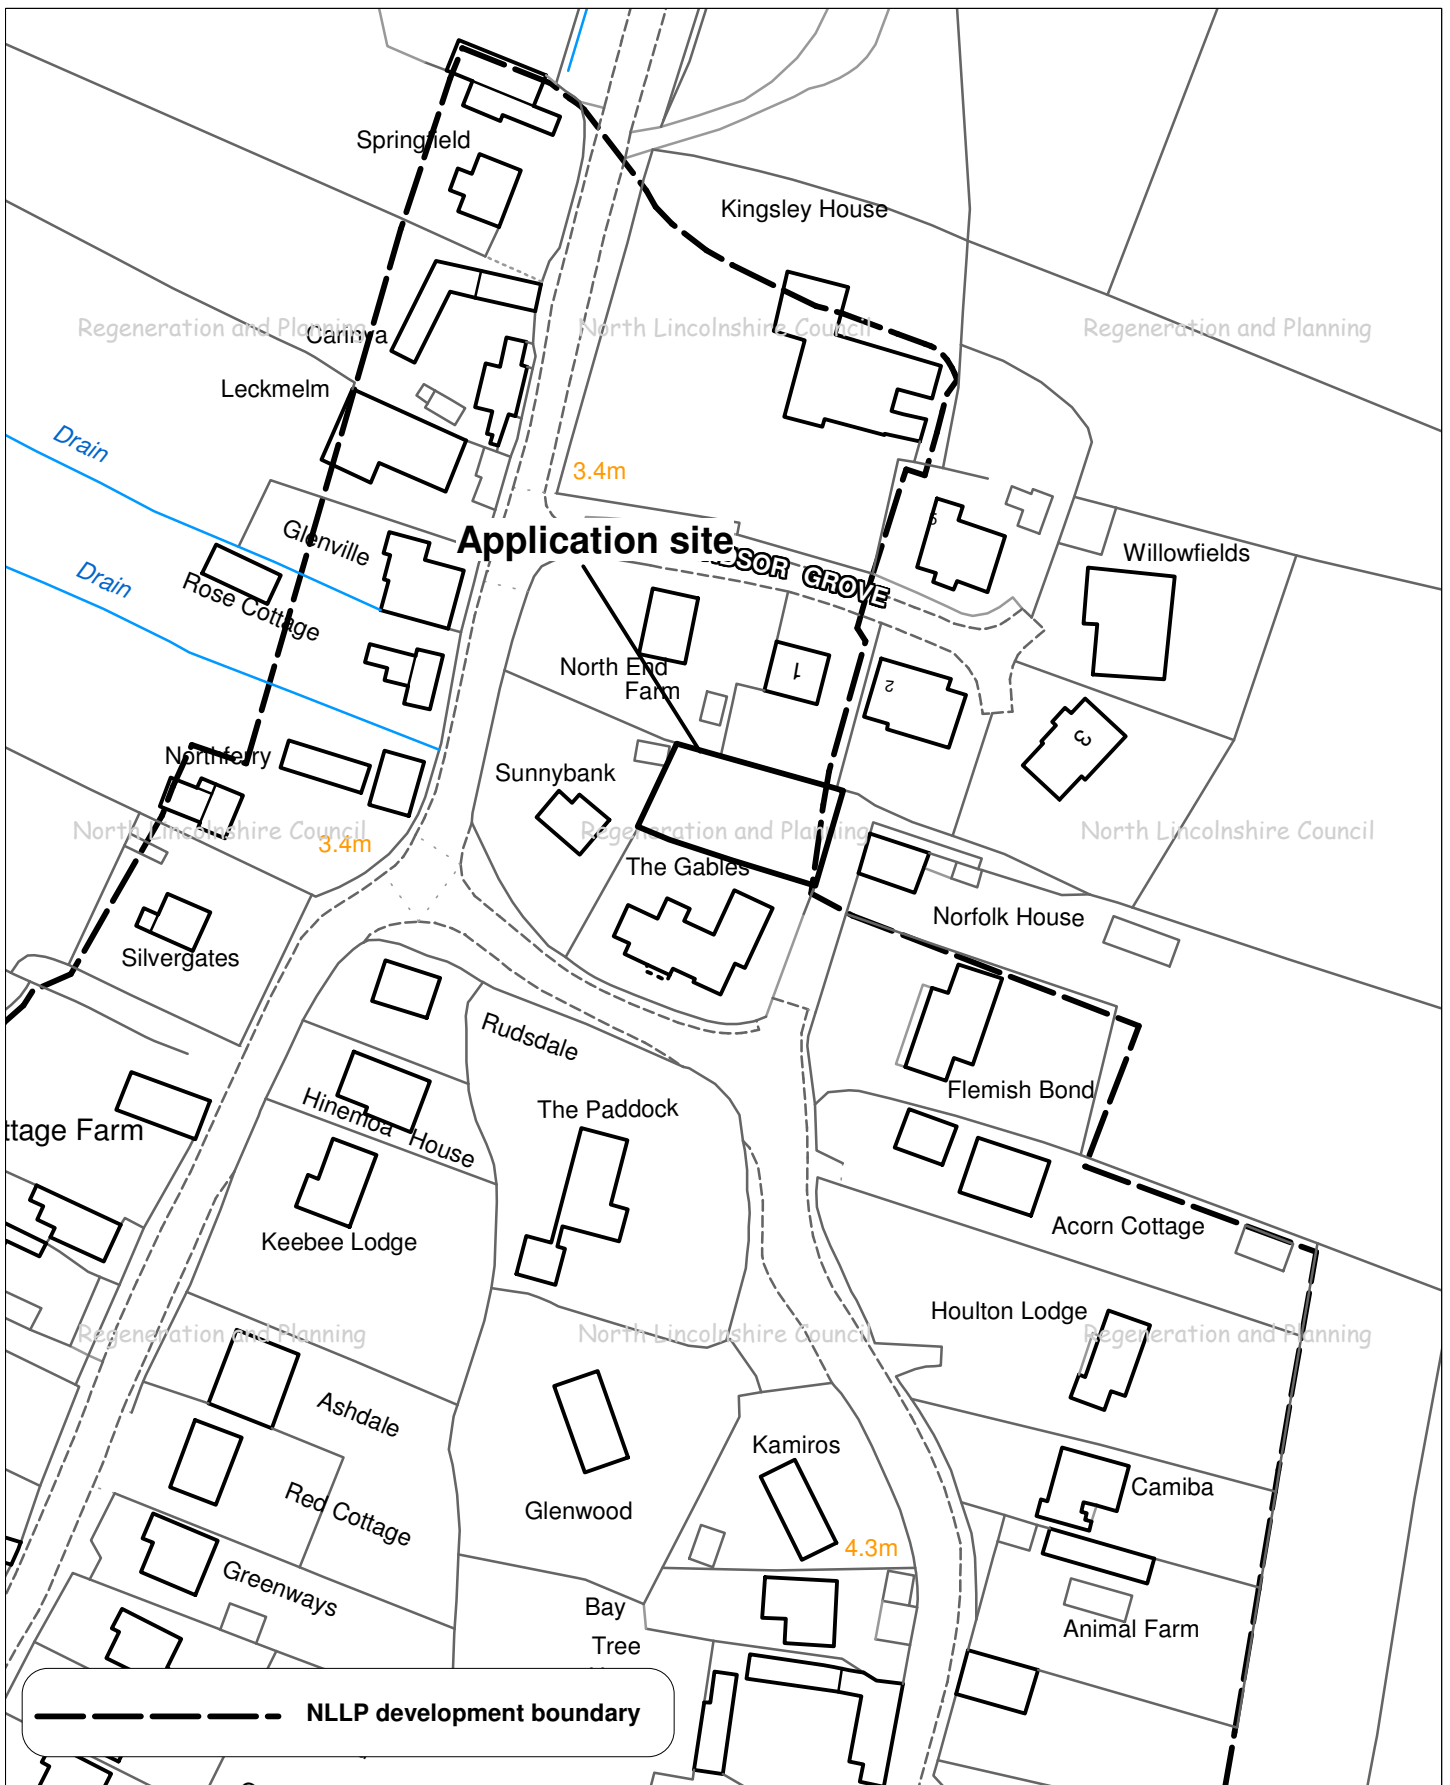 Springfield
Kingsley House
Regeneration and Planning
North Lincolnshire Council
Regeneration and Planning
Leckmelm
Drain
3.4m
Application site
Glenville
GROVE
Willowfields
Drain
Rose Cottage
North End
Farm
1
2
3
Northferry
Sunnybank
North Lincolnshire Council
Regeneration and Planning
North Lincolnshire Council
3.4m
The Gables
Norfolk House
Silvergates
Rudsdale
Flemish Bond
Hinemoa House
The Paddock
ttage Farm
Acorn Cottage
Keebee Lodge
Houlton Lodge
Regeneration and Planning
North Lincolnshire Council
Regeneration and Planning
Ashdale
Kamiros
Camiba
Red Cottage
Glenwood
4.3m
Greenways
Bay
Tree
Animal Farm
NLLP development boundary